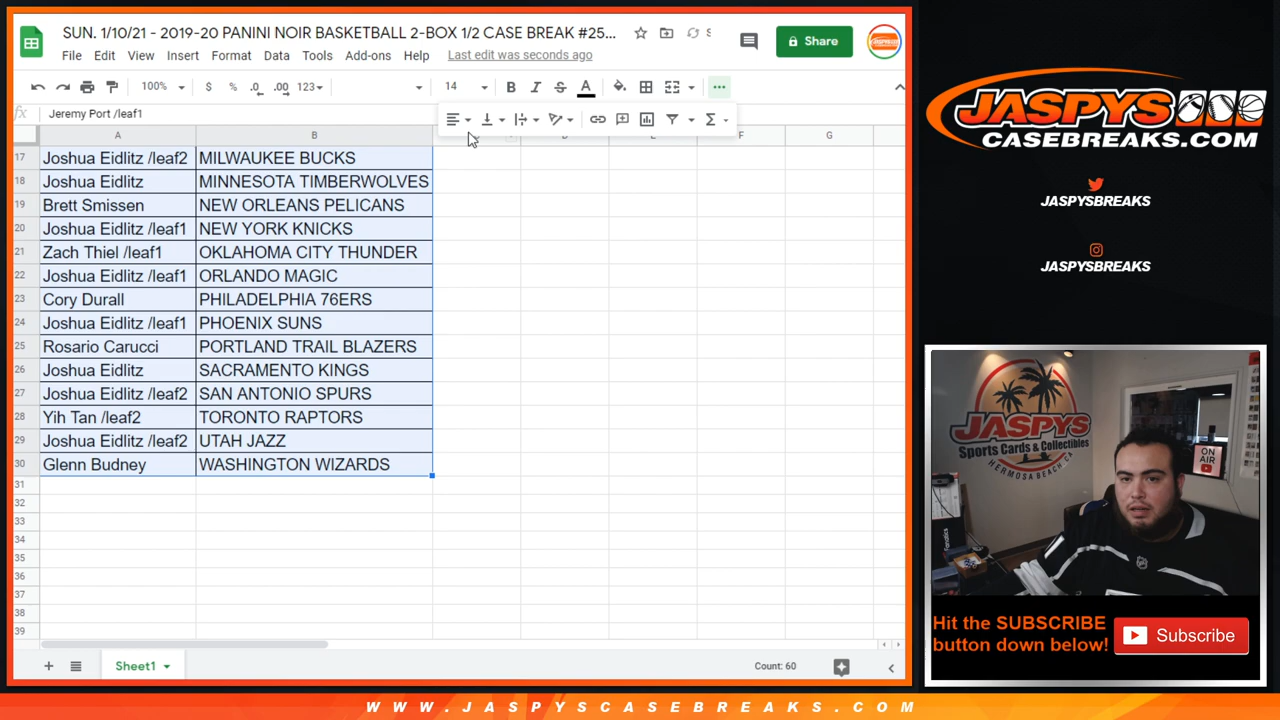 SUN. 1/10/21 - 2019-20 PANINI NOIR BASKETBALL 2-BOX 1/2 CASE BREAK #25...
S
Share
File Edit View Insert Format Data Tools Add-ons Help Last edit was seconds ago
100% $ % .0 .00 123 14 B I S A
fx Jeremy Port /leaf1
A B F G
17 Joshua Eidlitz /leaf2 MILWAUKEE BUCKS
18 Joshua Eidlitz MINNESOTA TIMBERWOLVES
19 Brett Smissen NEW ORLEANS PELICANS
20 Joshua Eidlitz /leaf1 NEW YORK KNICKS
21 Zach Thiel /leaf1 OKLAHOMA CITY THUNDER
22 Joshua Eidlitz /leaf1 ORLANDO MAGIC
23 Cory Durall PHILADELPHIA 76ERS
24 Joshua Eidlitz /leaf1 PHOENIX SUNS
25 Rosario Carucci PORTLAND TRAIL BLAZERS
26 Joshua Eidlitz SACRAMENTO KINGS
27 Joshua Eidlitz /leaf2 SAN ANTONIO SPURS
28 Yih Tan /leaf2 TORONTO RAPTORS
29 Joshua Eidlitz /leaf2 UTAH JAZZ
30 Glenn Budney WASHINGTON WIZARDS
31
32
33
34
35
36
37
38
39
Sheet1
Count: 60
JASPYS
CASEBREAKS.COM
JASPYSBREAKS
JASPYSBREAKS
JASPYS
Sports Cards & Collectibles
HERMOSA BEACH, CA
ON AIR
Fanatics
Hit the SUBSCRIBE
button down below!
Subscribe
WWW.JASPYSCASEBREAKS.COM